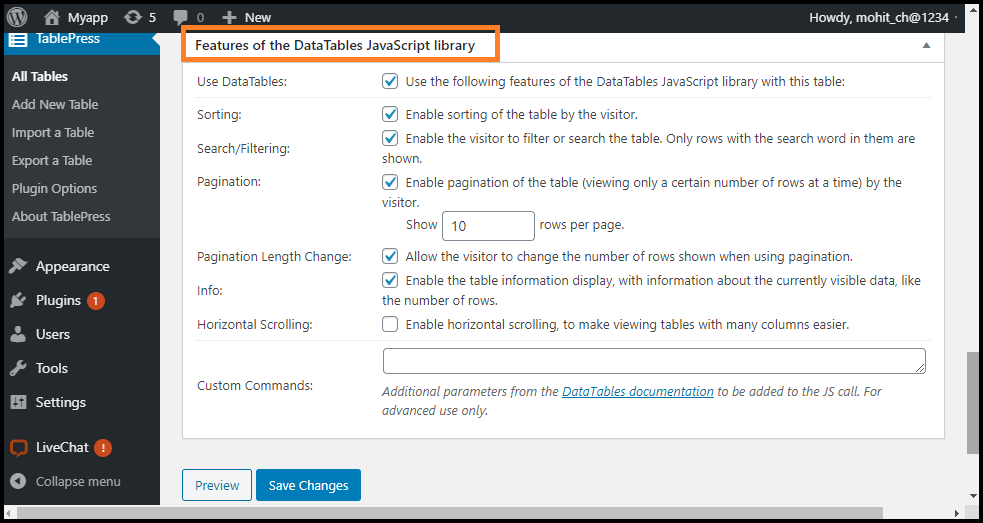 Myapp 5 0 New Howdy, mohit_ch@1234
TablePress
All Tables
Add New Table
Import a Table
Export a Table
Plugin Options
About TablePress
Appearance
Plugins 1
Users
Tools
Settings
LiveChat !
Collapse menu
Features of the DataTables JavaScript library
Use DataTables: Use the following features of the DataTables JavaScript library with this table:
Sorting: Enable sorting of the table by the visitor.
Search/Filtering: Enable the visitor to filter or search the table. Only rows with the search word in them are
shown.
Pagination: Enable pagination of the table (viewing only a certain number of rows at a time) by the
visitor.
Show 10 rows per page.
Pagination Length Change: Allow the visitor to change the number of rows shown when using pagination.
Info: Enable the table information display, with information about the currently visible data, like
the number of rows.
Horizontal Scrolling: Enable horizontal scrolling, to make viewing tables with many columns easier.
Custom Commands:
Additional parameters from the DataTables documentation to be added to the JS call. For
advanced use only.
Preview Save Changes